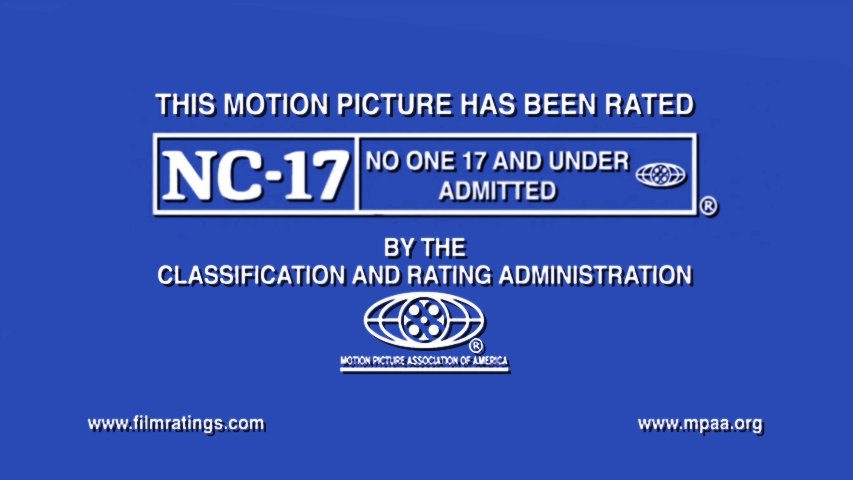 THIS MOTION PICTURE HAS BEEN RATED
NC-17
NO ONE 17 AND UNDER
ADMITTED
®
BY THE
CLASSIFICATION AND RATING ADMINISTRATION
®
MOTION PICTURE ASSOCIATION OF AMERICA
www.filmratings.com
www.mpaa.org